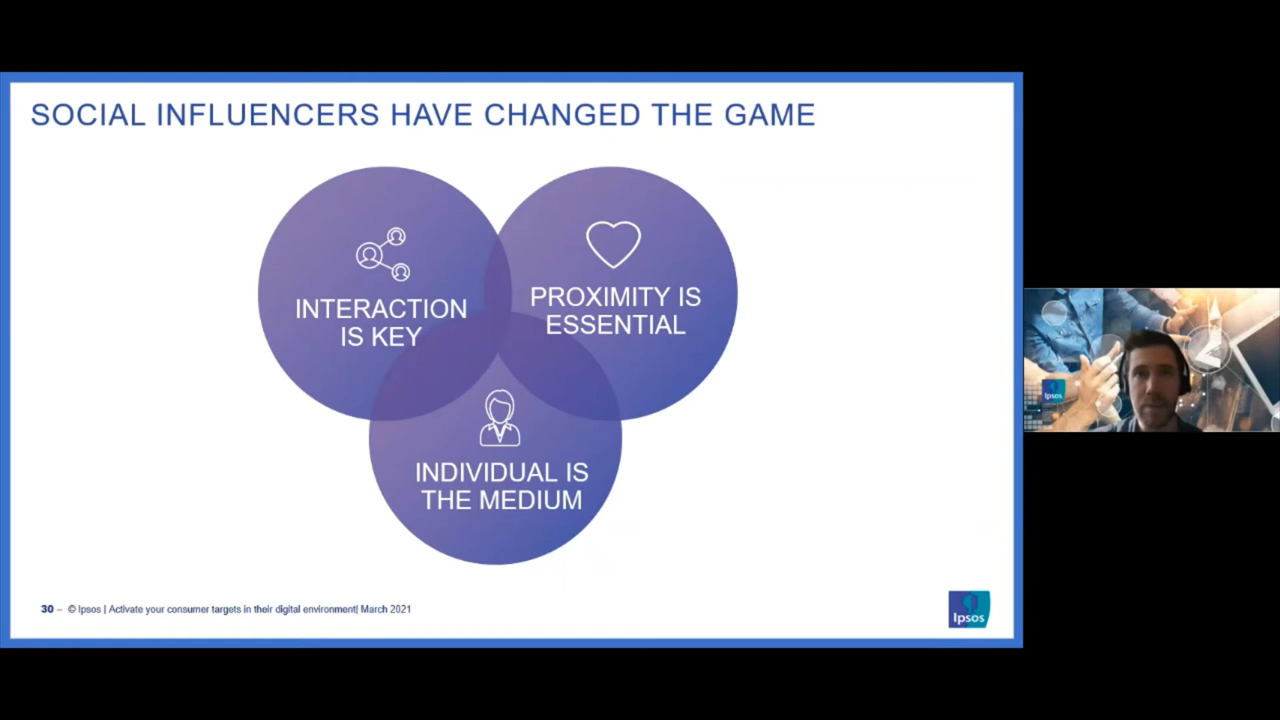 SOCIAL INFLUENCERS HAVE CHANGED THE GAME
INTERACTION
IS KEY
PROXIMITY IS
ESSENTIAL
INDIVIDUAL IS
THE MEDIUM
30 – © Ipsos | Activate your consumer targets in their digital environment| March 2021
Ipsos
Ipsos